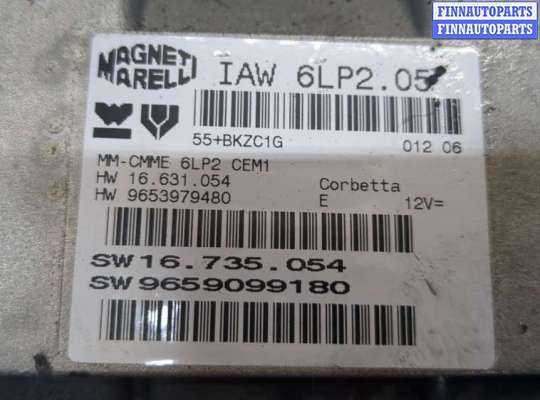 FINNAUTOPARTS
FINNAUTOPARTS
MAGNETI
MARELLI
IAW 6LP2.05
55+BKZC1G
012 06
MM-CMME 6LP2 CEM1
HW 16.631.054
Corbetta
HW 9653979480
E 12V=
SW 16.735.054
SW 9659099180